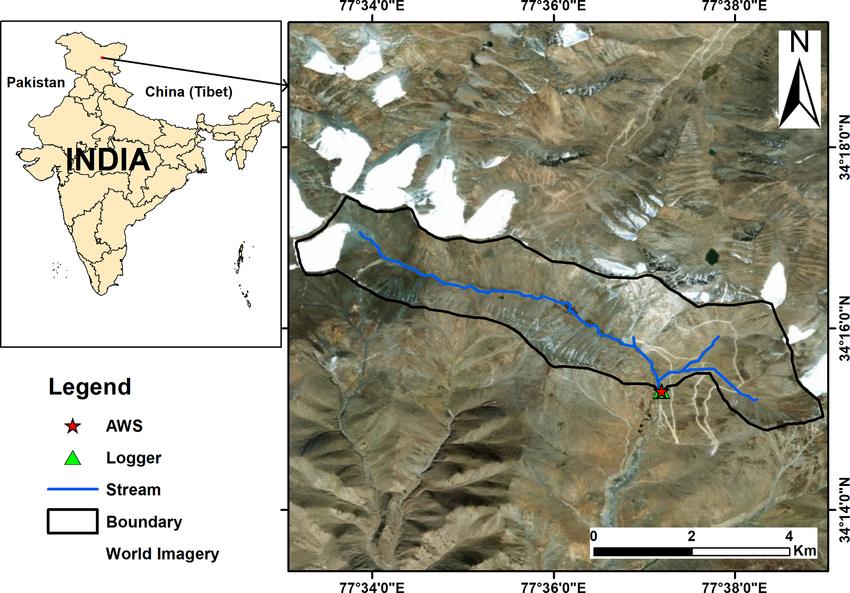 77°34'0"E 77°36'0"E 77°38'0"E
N
Pakistan
China (Tibet)
INDIA
34°18'0"N
34°16'0"N
34°14'0"N
Legend
AWS
Logger
Stream
Boundary
World Imagery
0 2 4
Km
77°34'0"E 77°36'0"E 77°38'0"E